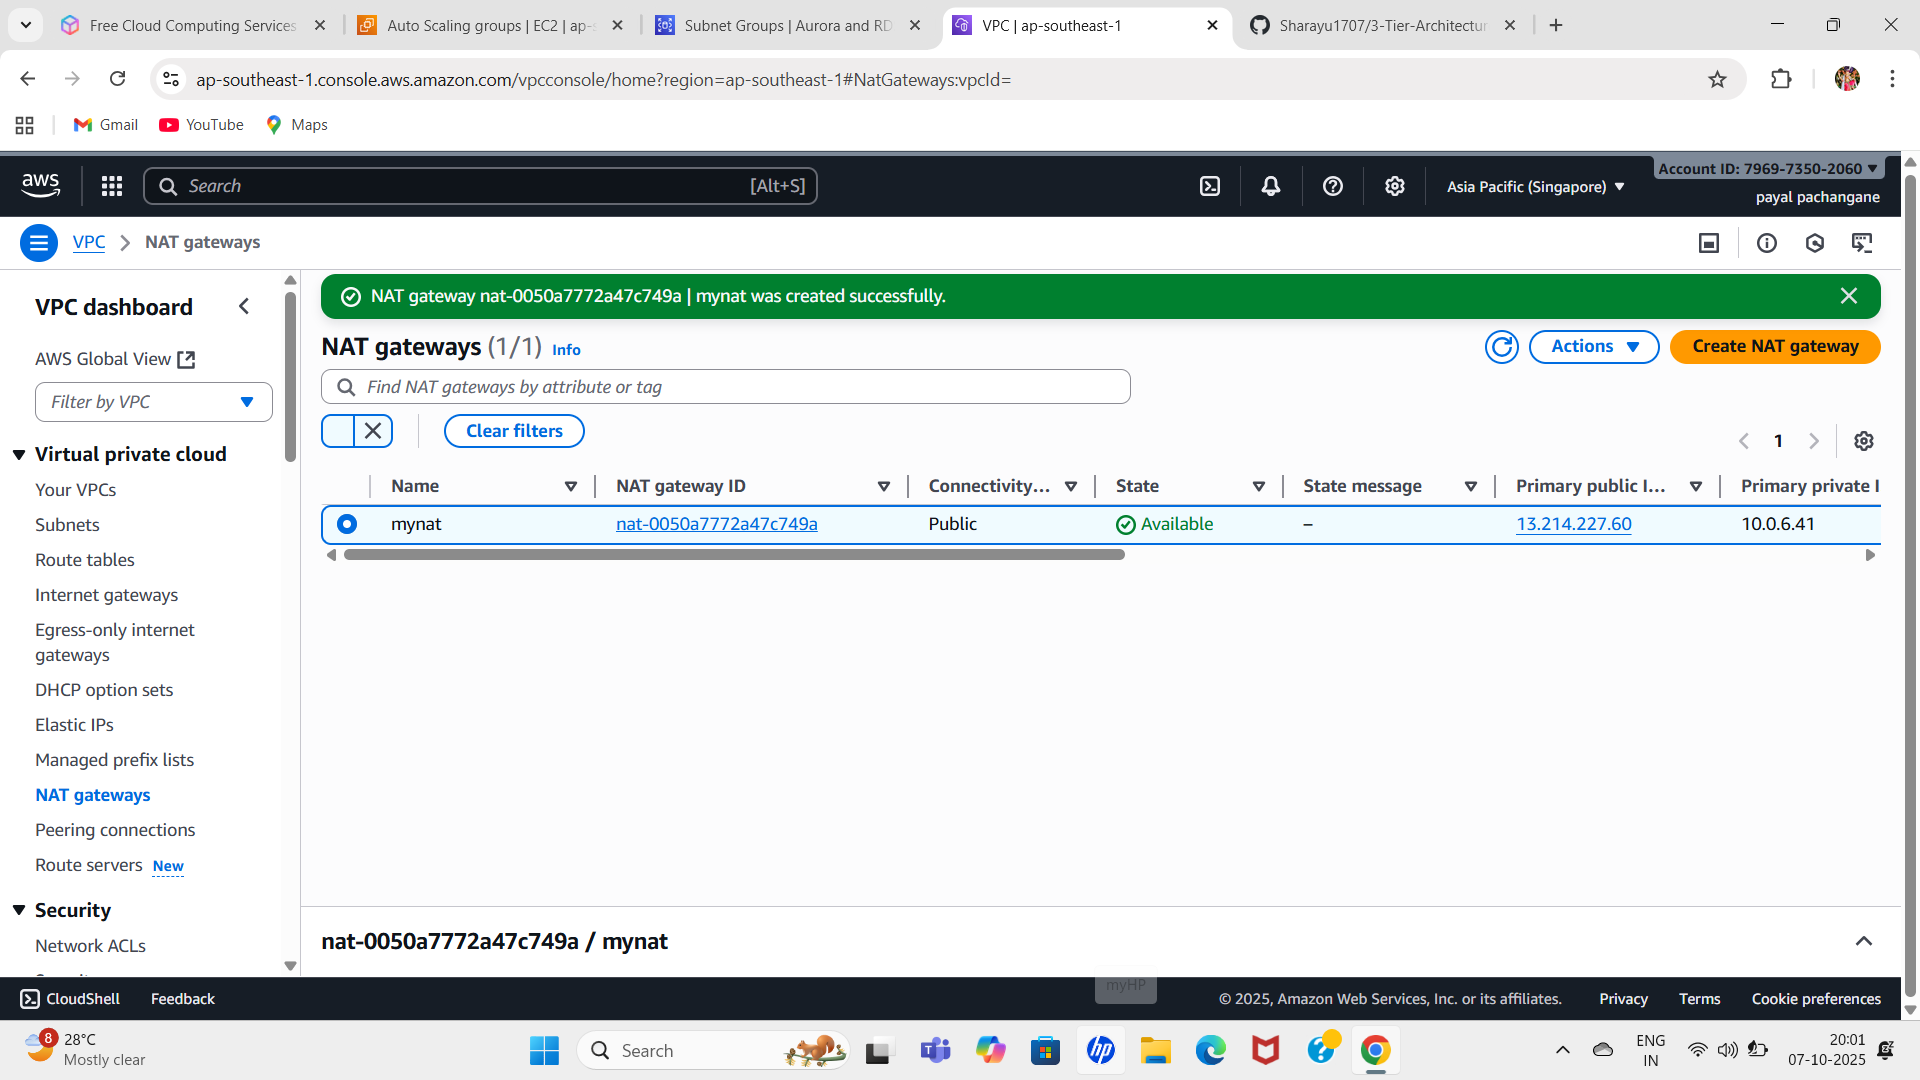 Free Cloud Computing Services
Auto Scaling groups | EC2 | ap-s
Subnet Groups | Aurora and RD
VPC | ap-southeast-1
Sharayu1707/3-Tier-Architectur
ap-southeast-1.console.aws.amazon.com/vpcconsole/home?region=ap-southeast-1#NatGateways:vpcId=
Gmail
YouTube
Maps
aws
Search
[Alt+S]
Asia Pacific (Singapore)
Account ID: 7969-7350-2060
payal pachangane
VPC
NAT gateways
VPC dashboard
AWS Global View
Filter by VPC
Virtual private cloud
Your VPCs
Subnets
Route tables
Internet gateways
Egress-only internet
gateways
DHCP option sets
Elastic IPs
Managed prefix lists
NAT gateways
Peering connections
Route servers New
Security
Network ACLs
NAT gateway nat-0050a7772a47c749a | mynat was created successfully.
NAT gateways (1/1) Info
Actions
Create NAT gateway
Find NAT gateways by attribute or tag
Clear filters
1
Name
NAT gateway ID
Connectivity...
State
State message
Primary public I...
Primary private I
mynat
nat-0050a7772a47c749a
Public
Available
–
13.214.227.60
10.0.6.41
nat-0050a7772a47c749a / mynat
myHP
CloudShell
Feedback
© 2025, Amazon Web Services, Inc. or its affiliates.
Privacy
Terms
Cookie preferences
8
28°C
Mostly clear
Search
ENG
IN
20:01
07-10-2025